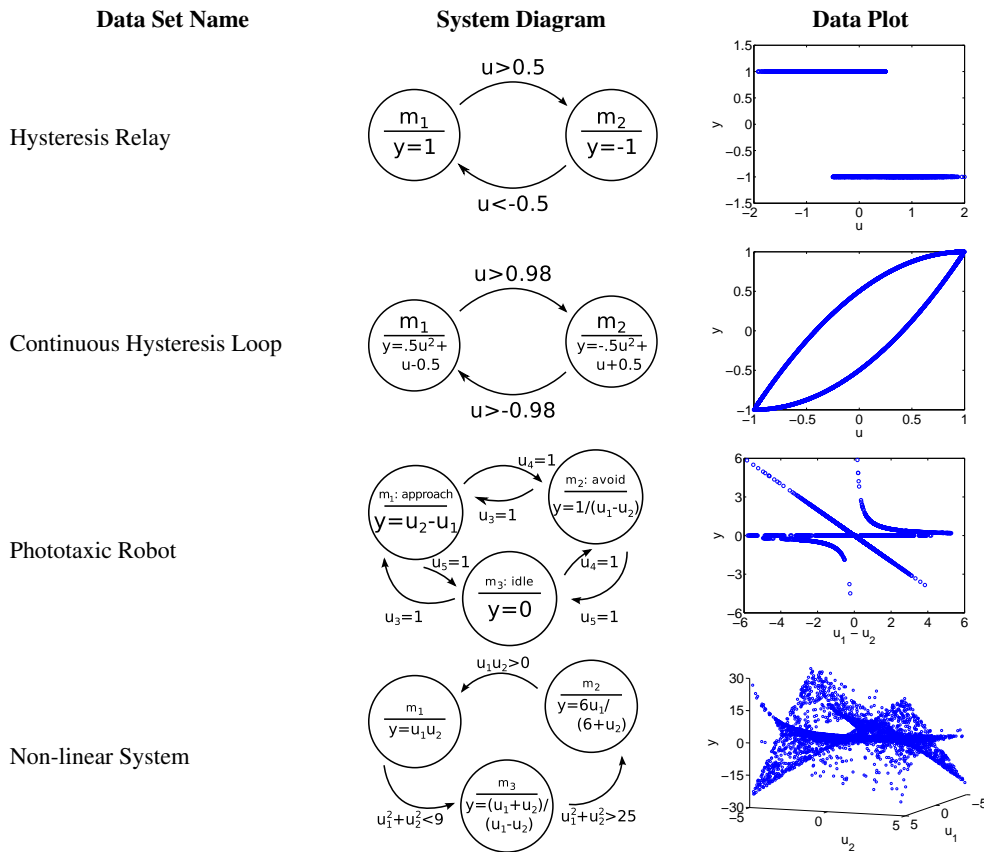 Data Set Name System Diagram Data Plot
Hysteresis Relay
u>0.5
m₁
y=1
m₂
y=-1
u<-0.5
1.5
1
0.5
0
−0.5
−1
−1.5
y
−2 −1 0 1 2
u
Continuous Hysteresis Loop
u>0.98
m₁
y=.5u²+
u-0.5
m₂
y=-.5u²+
u+0.5
u>-0.98
1
0.5
0
−0.5
−1
y
−1 −0.5 0 0.5 1
u
Phototaxic Robot
m₁: approach
y=u₂-u₁
u₄=1
u₃=1
m₂: avoid
y=1/(u₁-u₂)
u₅=1
u₃=1
m₃: idle
y=0
u₄=1
u₅=1
6
3
0
−3
−6
y
−6 −4 −2 0 2 4 6
u₁ − u₂
Non-linear System
u₁u₂>0
m₁
y=u₁u₂
m₂
y=6u₁/
(6+u₂)
m₃
y=(u₁+u₂)/
(u₁-u₂)
u₁²+u₂²<9
u₁²+u₂²>25
30
15
0
−15
−30
y
−5 0 5
u₂
−5
0
5
u₁